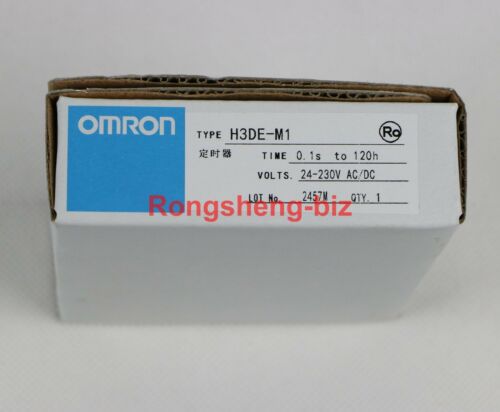 OMRON
TYPE H3DE-M1
Ro
定时器
TIME 0.1s to 120h
VOLTS. 24-230V AC/DC
LOT No. 2457M QTY. 1
Rongsheng-biz